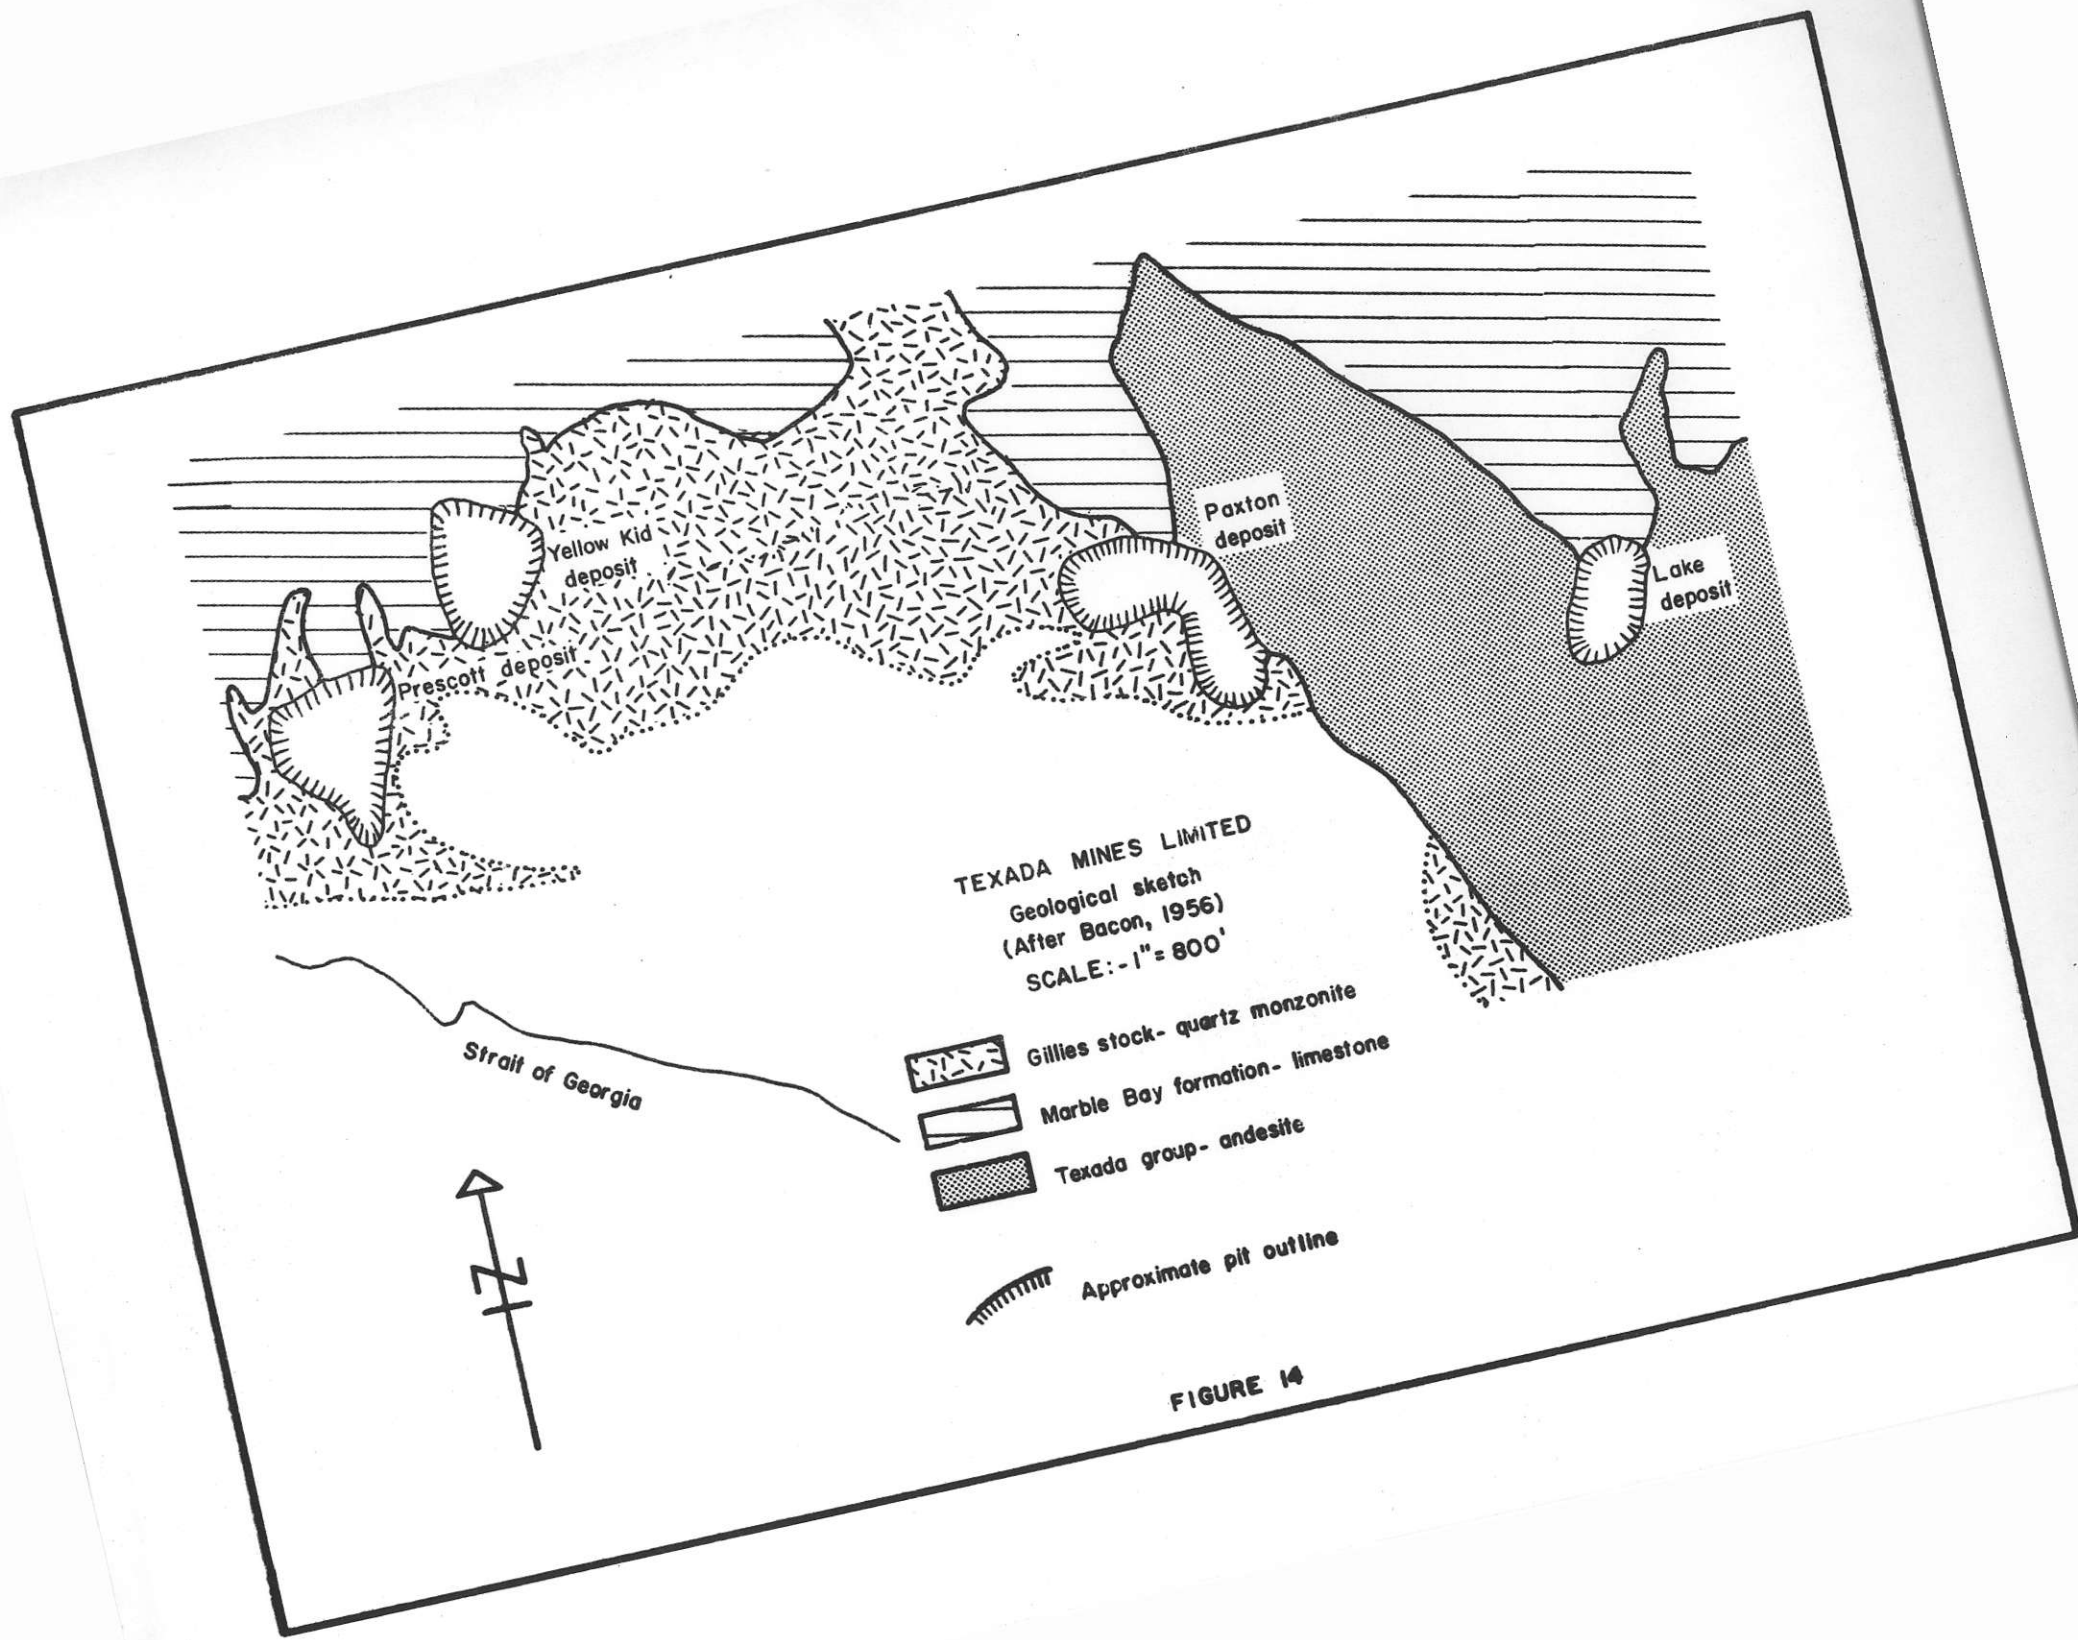 Yellow Kid
deposit
Prescott deposit
Paxton
deposit
Lake
deposit
TEXADA MINES LIMITED
Geological sketch
(After Bacon, 1956)
SCALE:-1"=800'
Gillies stock- quartz monzonite
Marble Bay formation- limestone
Texada group- andesite
Approximate pit outline
Strait of Georgia
N
FIGURE 14